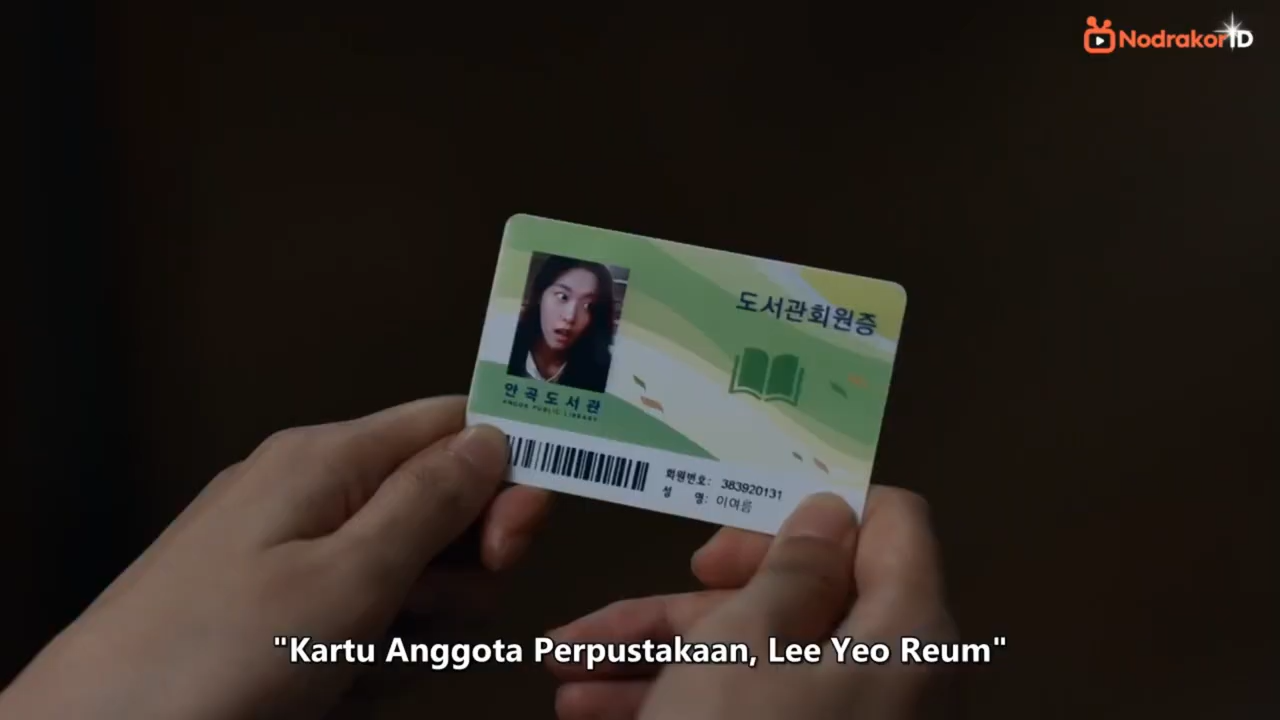 NodrakorID
도서관회원증
안곡도서관
ANGOK PUBLIC LIBRARY
회원번호: 383920131
성 명: 이여름
"Kartu Anggota Perpustakaan, Lee Yeo Reum"